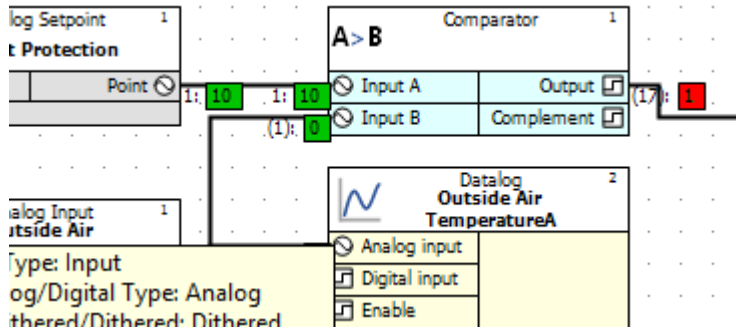 log Setpoint 1
t Protection
Point
1: 10
A>B
Comparator 1
1: 10 Input A
(1): 0 Input B
Output
Complement
(17): 1
Datalog 2
Outside Air
TemperatureA
Analog input
Digital input
Enable
alog Input 1
utside Air
Type: Input
og/Digital Type: Analog
thered/Dithered: Dithered